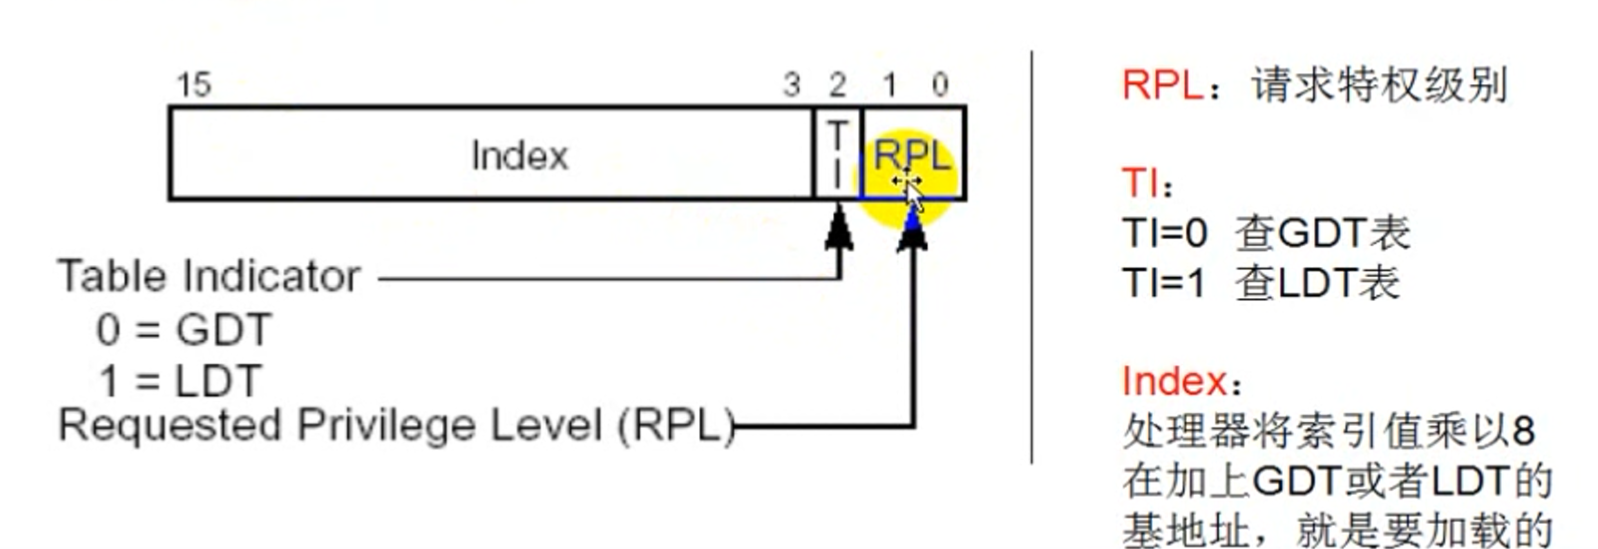 15 3 2 1 0
Index TI RPL
Table Indicator
0 = GDT
1 = LDT
Requested Privilege Level (RPL)
RPL：请求特权级别
TI：
TI=0 查GDT表
TI=1 查LDT表
Index：
处理器将索引值乘以8
在加上GDT或者LDT的
基地址，就是要加载的